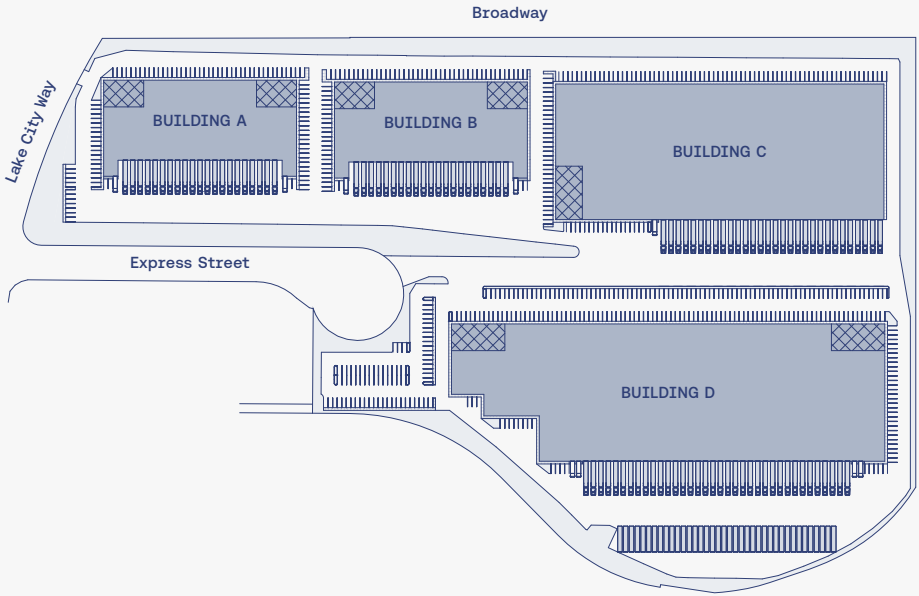 Broadway
Lake City Way
BUILDING A
BUILDING B
BUILDING C
Express Street
BUILDING D